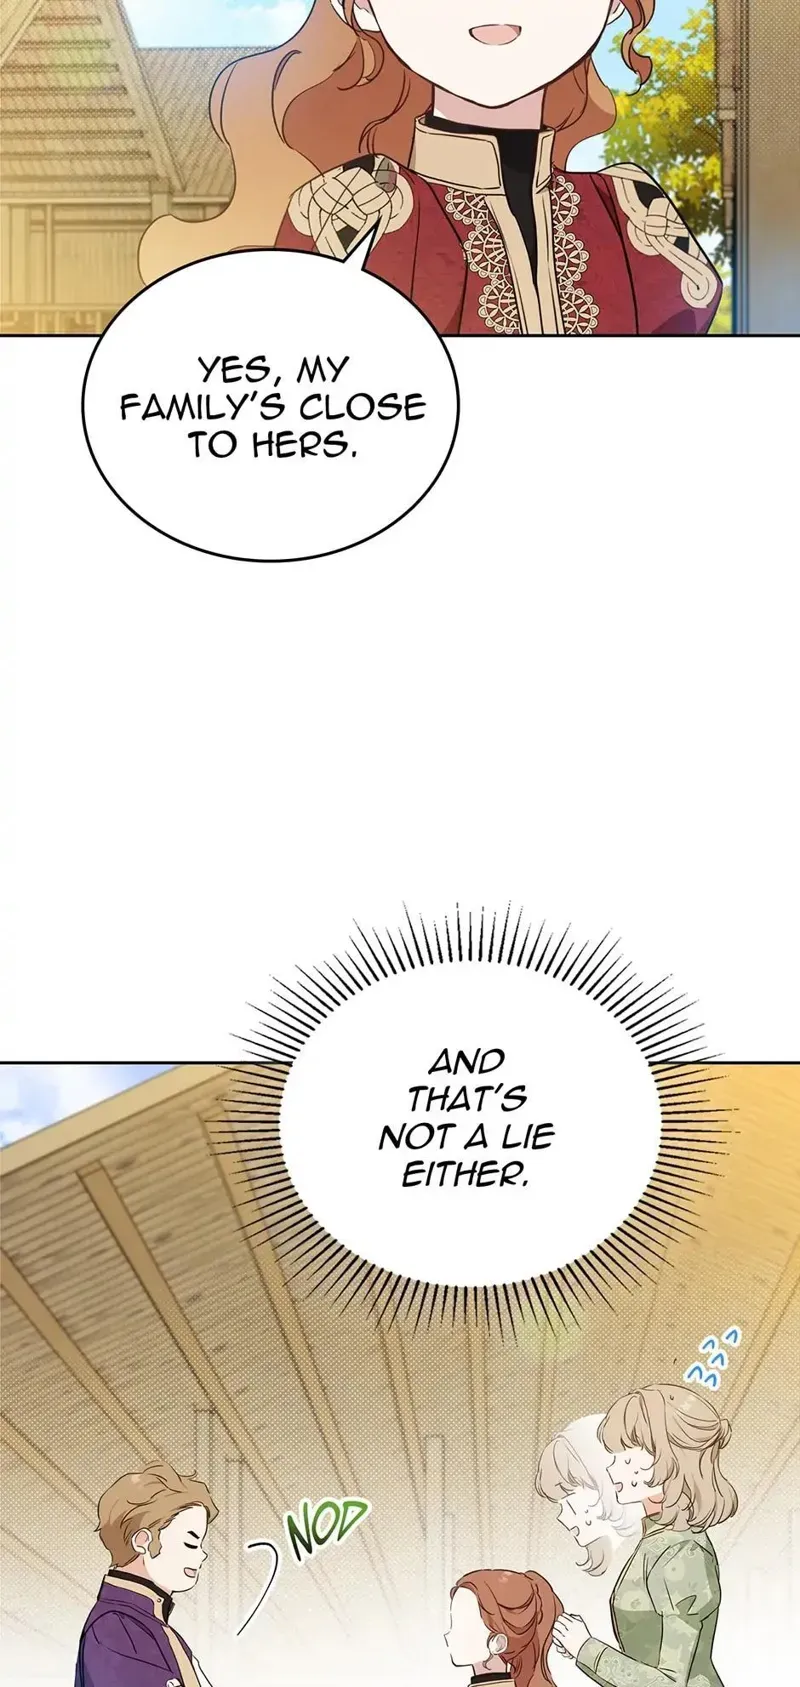 YES, MY
FAMILY'S CLOSE
TO HERS.
AND
THAT'S
NOT A LIE
EITHER.
NOD